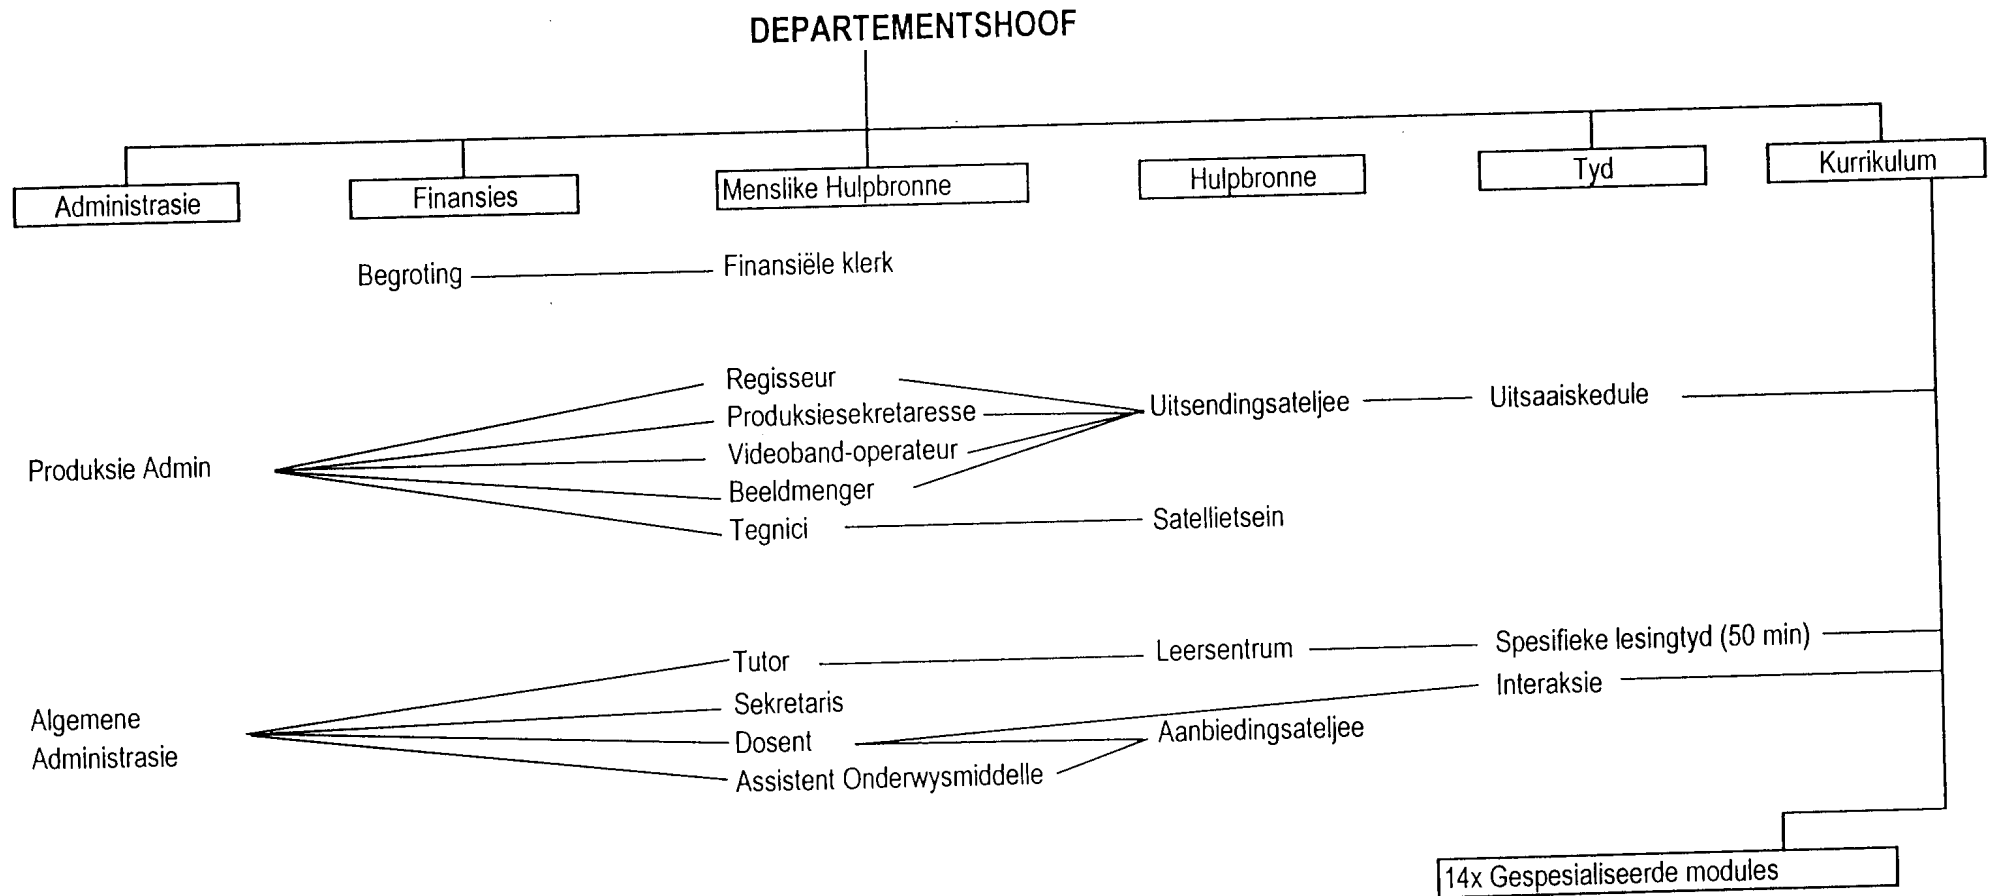 DEPARTEMENTSHOOF
Administrasie
Finansies
Menslike Hulpbronne
Hulpbronne
Tyd
Kurrikulum
Begroting
Finansiële klerk
Regisseur
Produksiesekretaresse
Videoband-operateur
Beeldmenger
Tegnici
Produksie Admin
Uitsendingsateljee
Uitsaaiskedule
Satellietsein
Tutor
Leersentrum
Spesifieke lesingtyd (50 min)
Sekretaris
Interaksie
Algemene
Administrasie
Dosent
Aanbiedingsateljee
Assistent Onderwysmiddelle
14x Gespesialiseerde modules